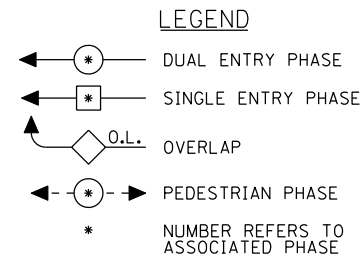 LEGEND
* DUAL ENTRY PHASE
* SINGLE ENTRY PHASE
O.L.
OVERLAP
* PEDESTRIAN PHASE
* NUMBER REFERS TO
ASSOCIATED PHASE